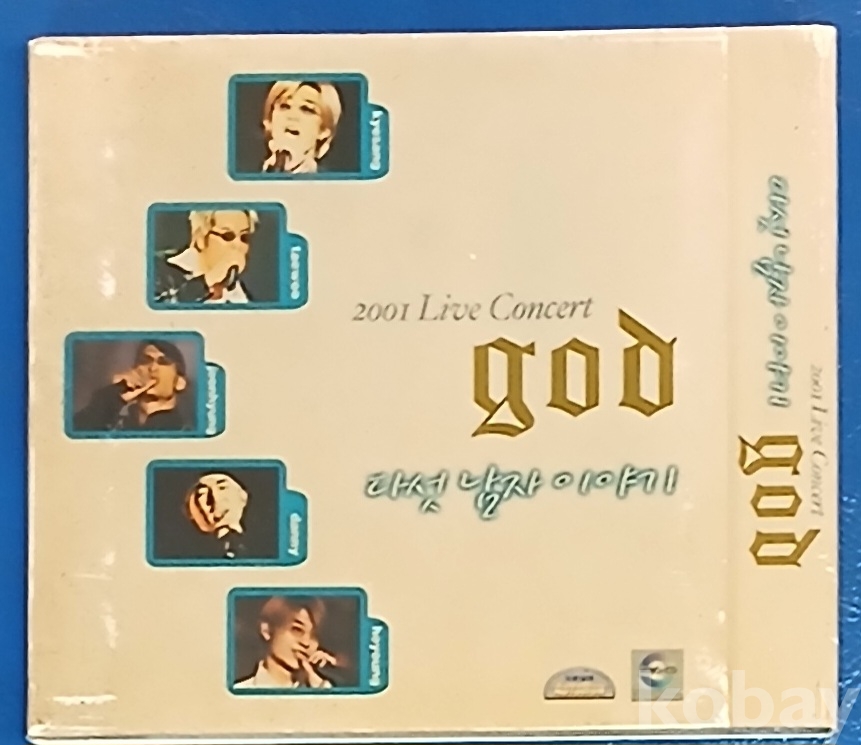 kyesang
taewoo
joonhyung
danny
hoyoung
2001 Live Concert
god
다섯 남자 이야기
2001 Live Concert
god
다섯 남자 이야기
kobay